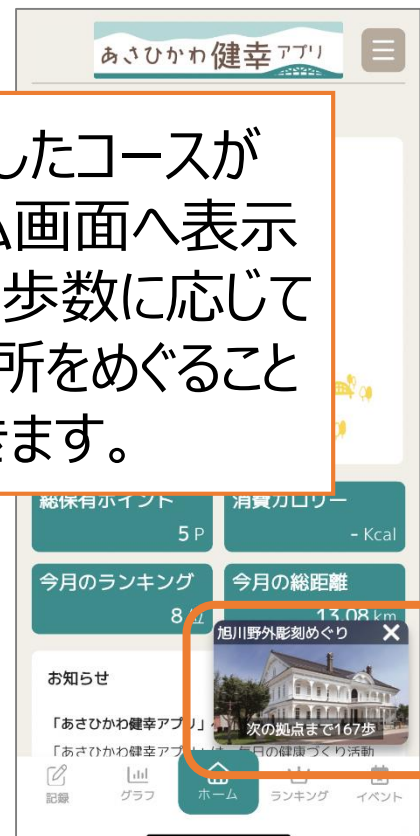 あさひかわ健幸アプリ
したコースが
ム画面へ表示
歩数に応じて
所をめぐること
きます。
総保有ポイント
5 P
消費カロリー
- Kcal
今月のランキング
8位
今月の総距離
13.08 km
旭川野外彫刻めぐり
次の拠点まで167歩
お知らせ
「あさひかわ健幸アプリ」
「あさひかわ健幸アプリ」は、毎日の健康づくり活動
記録
グラフ
ホーム
ランキング
イベント